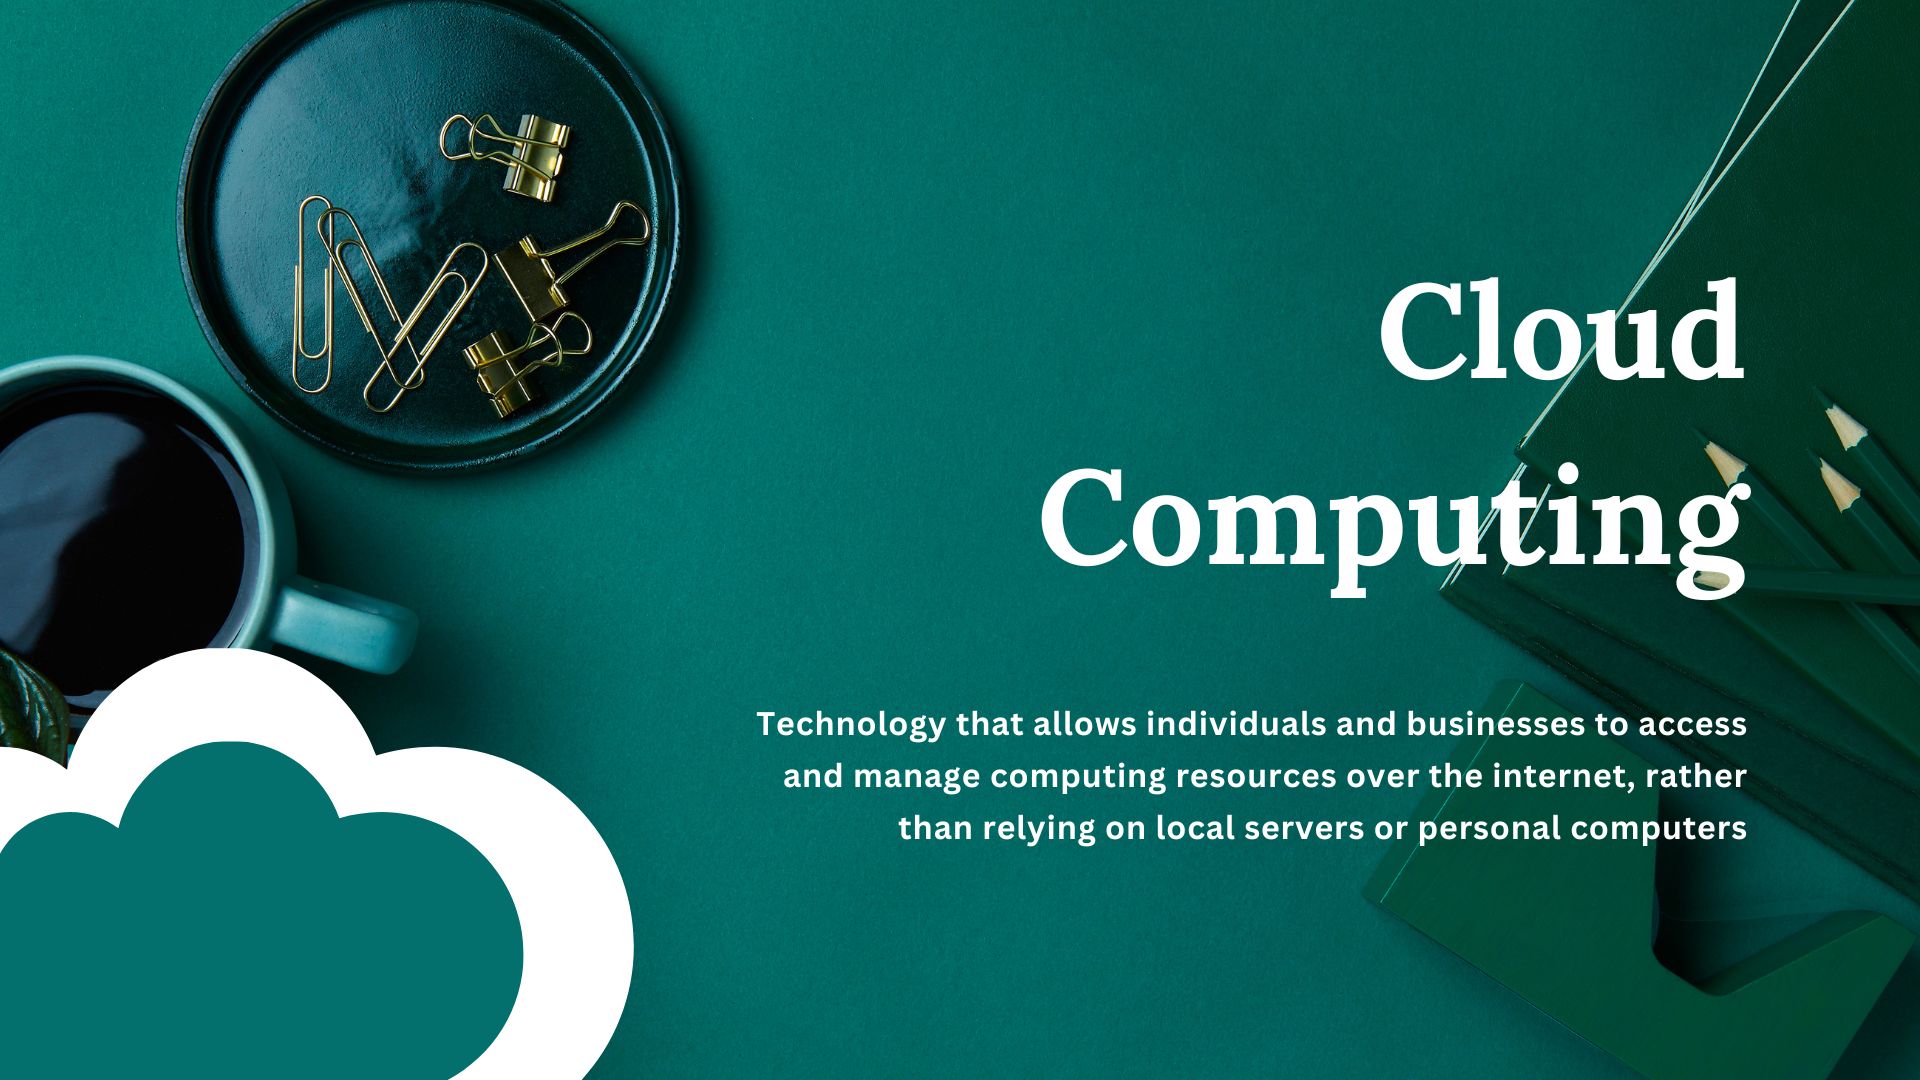 Cloud
Computing
Technology that allows individuals and businesses to access
and manage computing resources over the internet, rather
than relying on local servers or personal computers